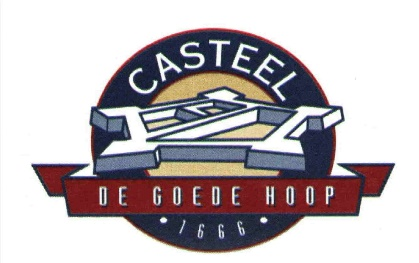 CASTEEL
DE GOEDE HOOP
• 1666 •